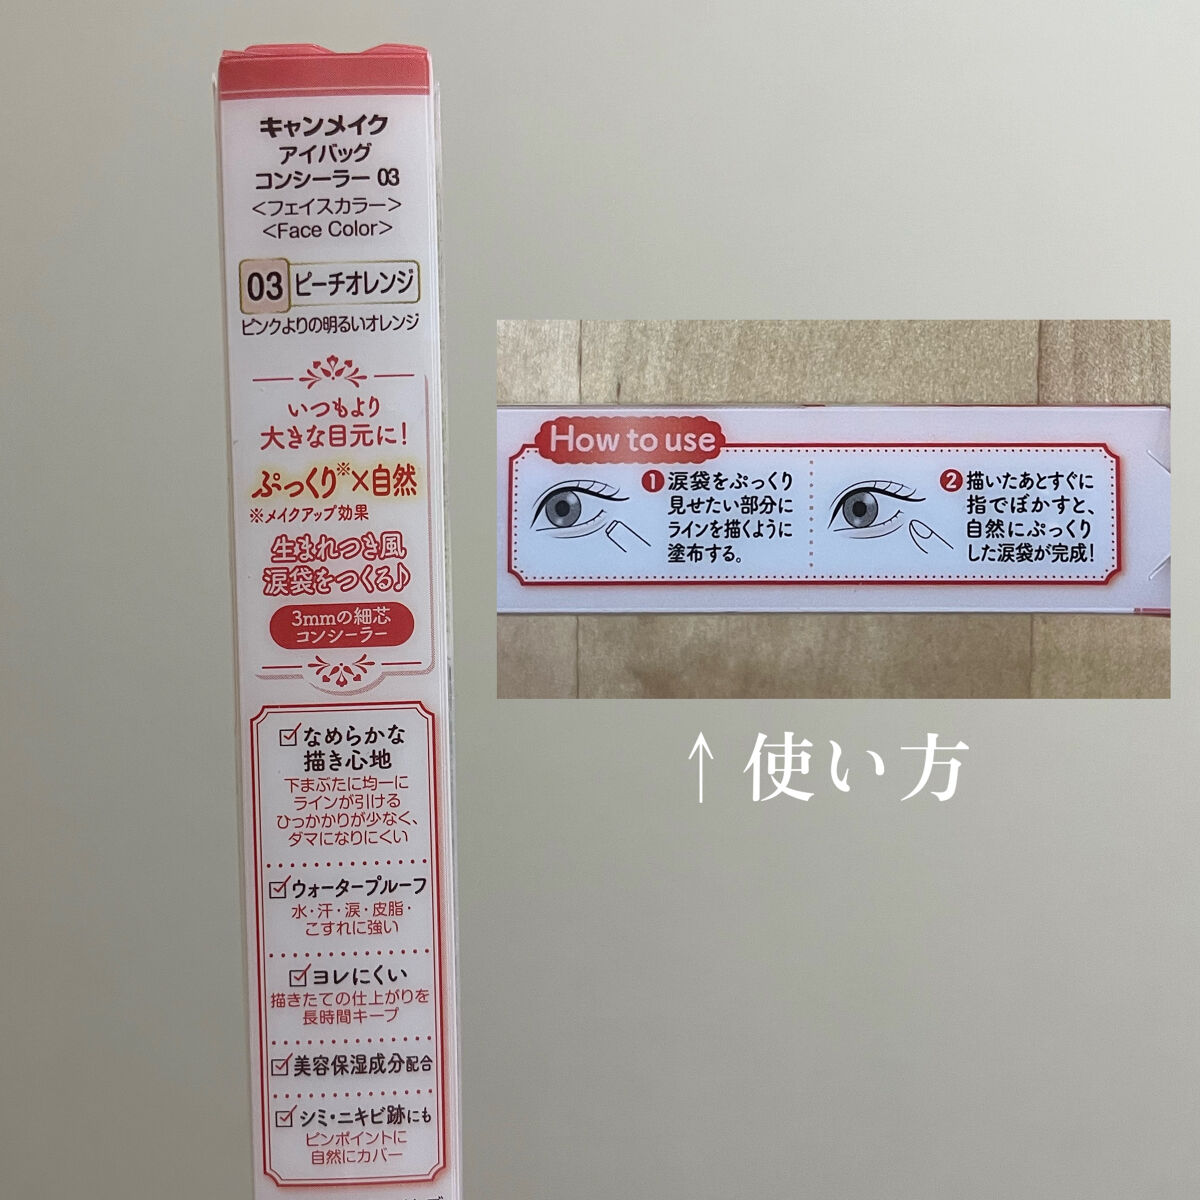 キャンメイク
アイバッグ
コンシーラー 03
<フェイスカラー>
<Face Color>
03 ピーチオレンジ
ピンクよりの明るいオレンジ
いつもより
大きな目元に!
ぷっくり※×自然
※メイクアップ効果
生まれつき風
涙袋をつくる♪
3mmの細芯
コンシーラー
なめらかな
描き心地
下まぶたに均一に
ラインが引ける
ひっかかりが少なく、
ダマになりにくい
ウォータープルーフ
水・汗・涙・皮脂・
こすれに強い
ヨレにくい
描きたての仕上がりを
長時間キープ
美容保湿成分配合
シミ・ニキビ跡にも
ピンポイントに
自然にカバー
How to use
1 涙袋をぷっくり
見せたい部分に
ラインを描くように
塗布する。
2 描いたあとすぐに
指でぼかすと、
自然にぷっくり
した涙袋が完成!
↑使い方